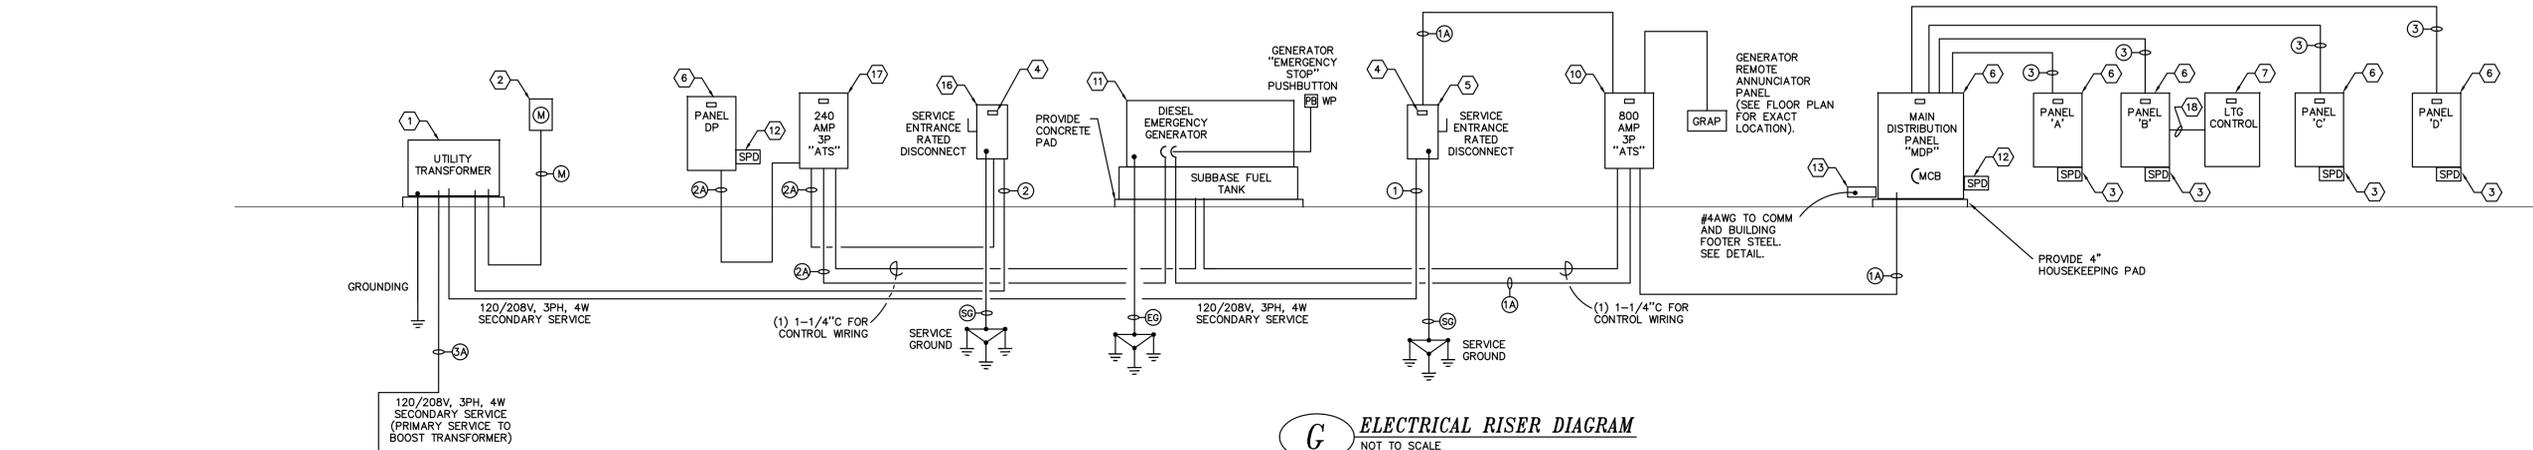 1
UTILITY
TRANSFORMER
2
M
M
GROUNDING
120/208V, 3PH, 4W
SECONDARY SERVICE
3A
120/208V, 3PH, 4W
SECONDARY SERVICE
(PRIMARY SERVICE TO
BOOST TRANSFORMER)
6
PANEL
DP
12
SPD
2A
17
240
AMP
3P
"ATS"
2A
2A
(1) 1-1/4"C FOR
CONTROL WIRING
16
4
SERVICE
ENTRANCE
RATED
DISCONNECT
2
SG
SERVICE
GROUND
11
PROVIDE
CONCRETE
PAD
DIESEL
EMERGENCY
GENERATOR
SUBBASE FUEL
TANK
EG
GENERATOR
"EMERGENCY
STOP"
PUSHBUTTON
PB WP
120/208V, 3PH, 4W
SECONDARY SERVICE
1A
4
5
SERVICE
ENTRANCE
RATED
DISCONNECT
1
SG
SERVICE
GROUND
1A
(1) 1-1/4"C FOR
CONTROL WIRING
10
800
AMP
3P
"ATS"
GRAP
GENERATOR
REMOTE
ANNUNCIATOR
PANEL
(SEE FLOOR PLAN
FOR EXACT
LOCATION).
13
#4AWG TO COMM
AND BUILDING
FOOTER STEEL.
SEE DETAIL.
6
MAIN
DISTRIBUTION
PANEL
"MDP"
MCB
12
SPD
1A
PROVIDE 4"
HOUSEKEEPING PAD
3
6
PANEL
'A'
SPD
3
3
6
PANEL
'B'
SPD
3
18
7
LTG
CONTROL
3
6
PANEL
'C'
SPD
3
3
6
PANEL
'D'
SPD
3
G
ELECTRICAL RISER DIAGRAM
NOT TO SCALE